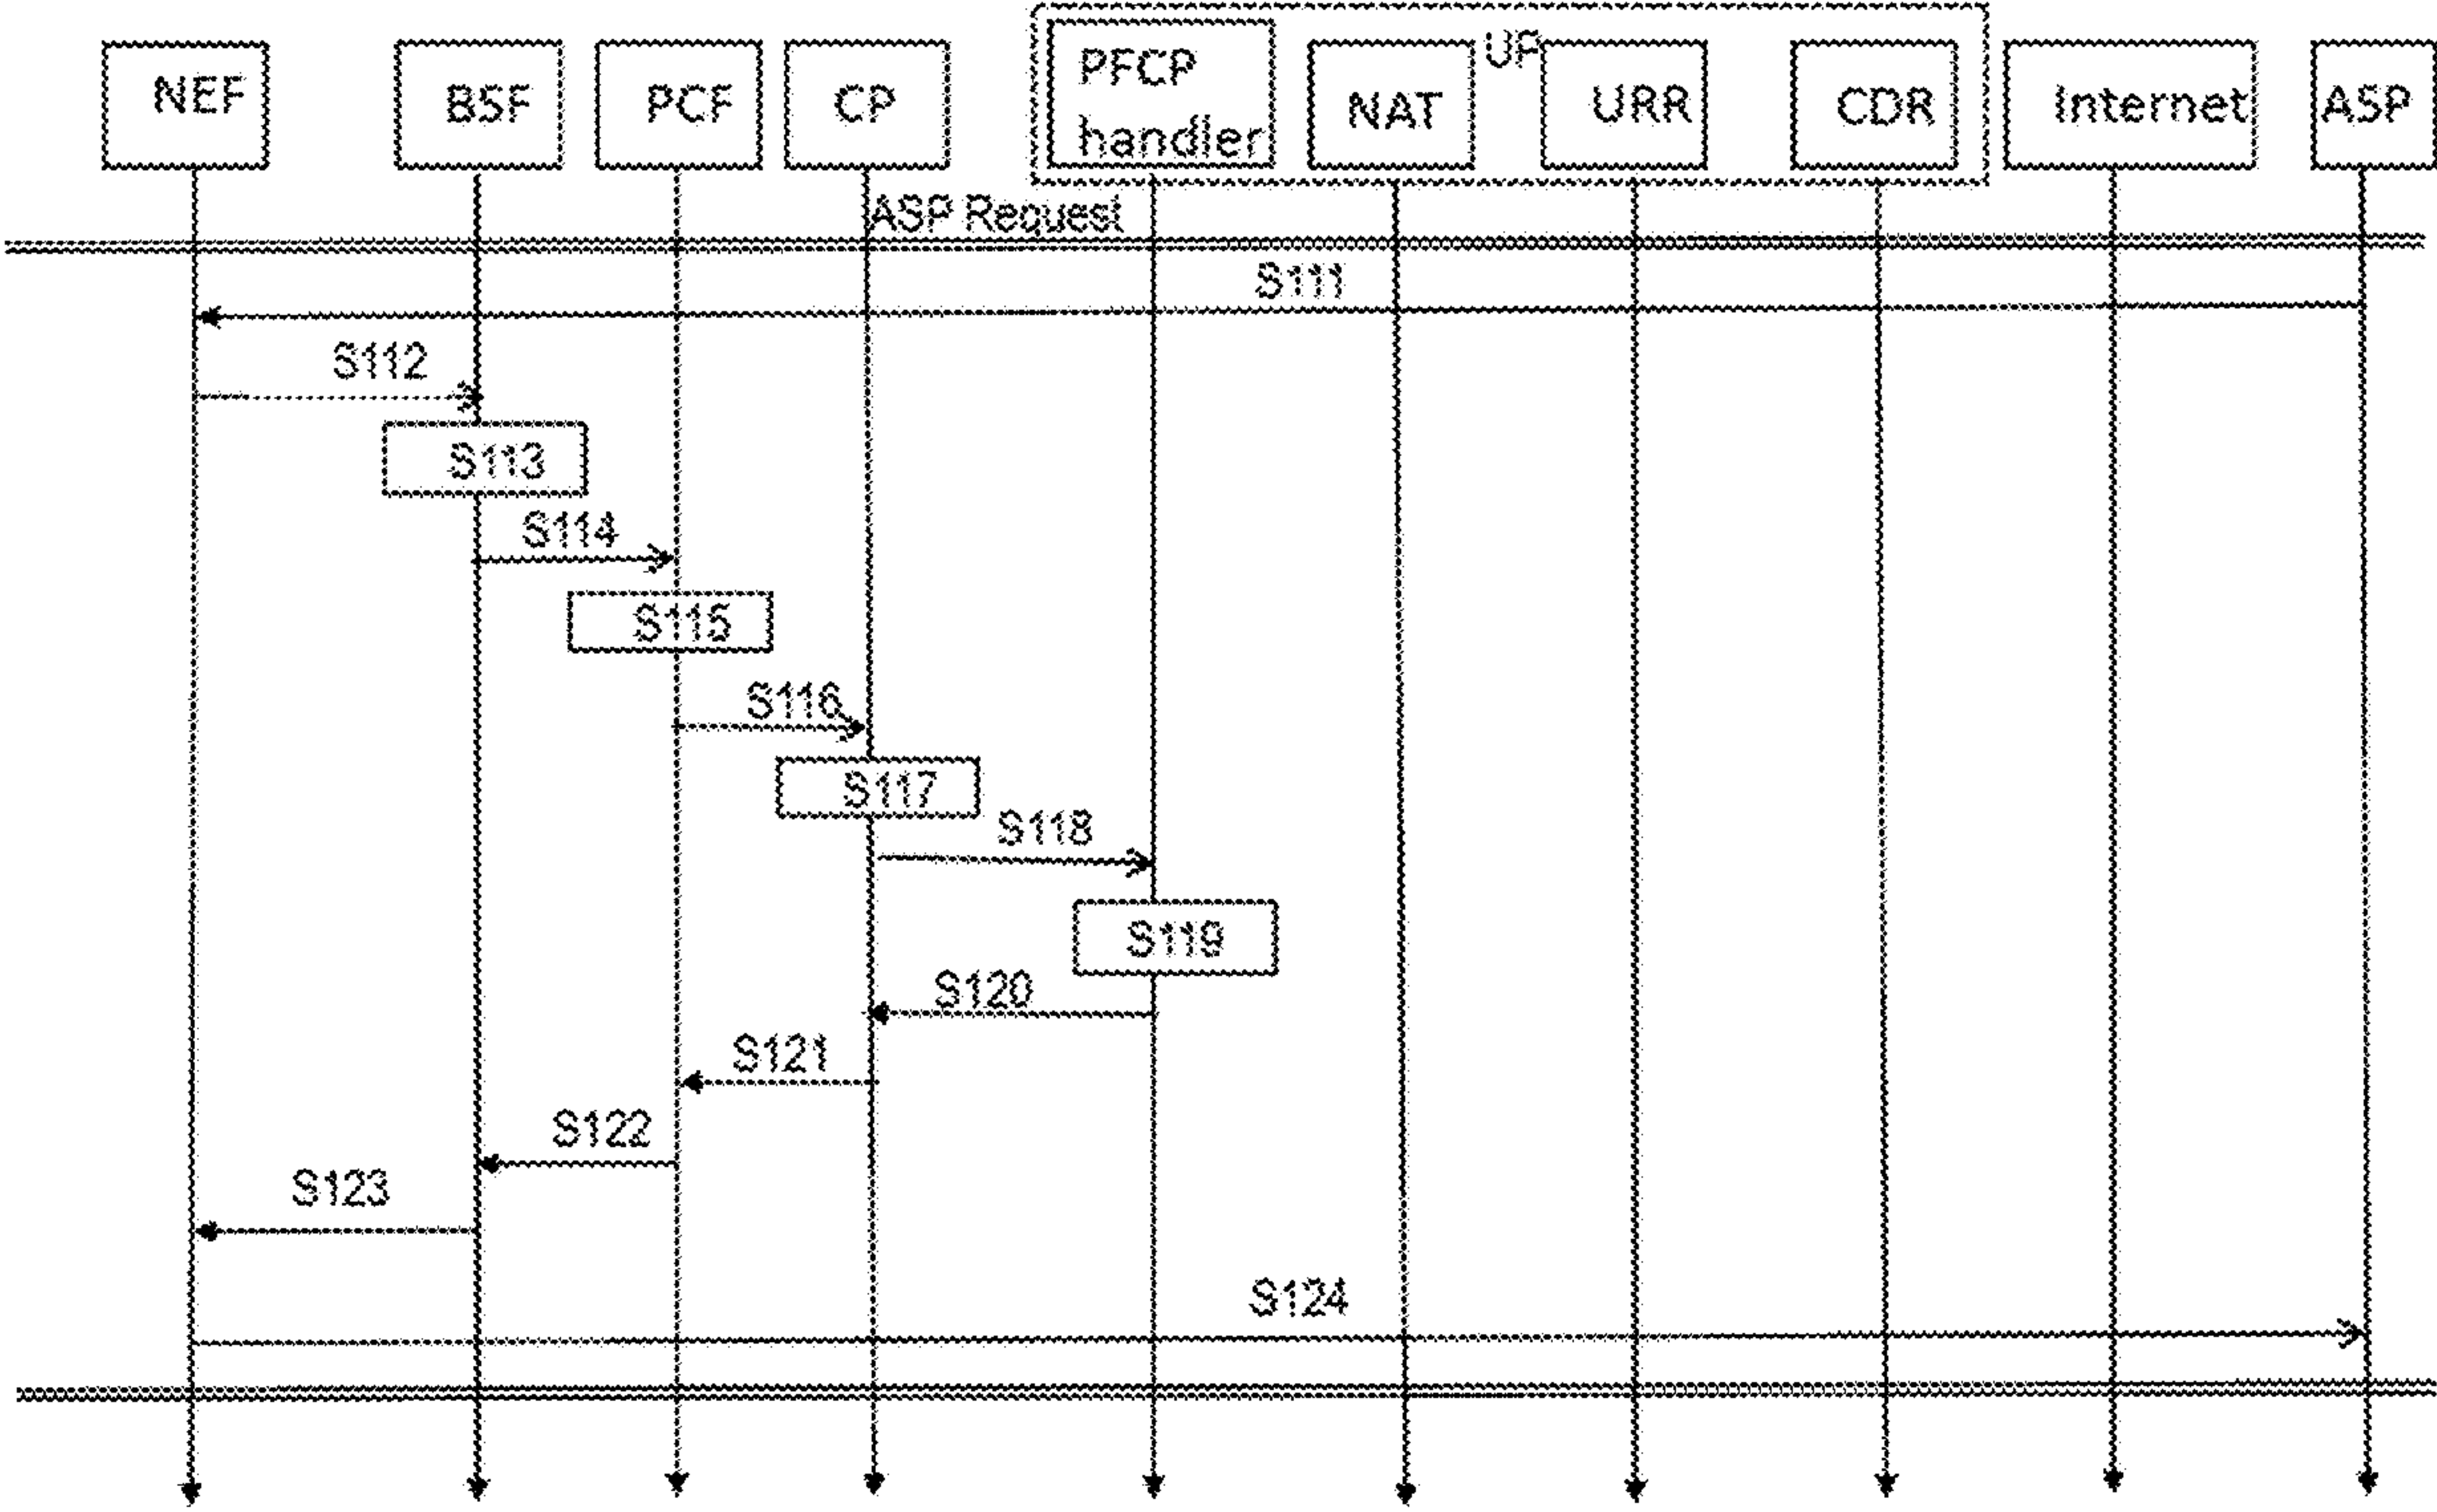 NEF
BSF
PCF
CP
PFCP
handler
NAT
UP
URR
CDR
Internet
ASP
ASP Request
S111
S112
S113
S114
S115
S116
S117
S118
S119
S120
S121
S122
S123
S124